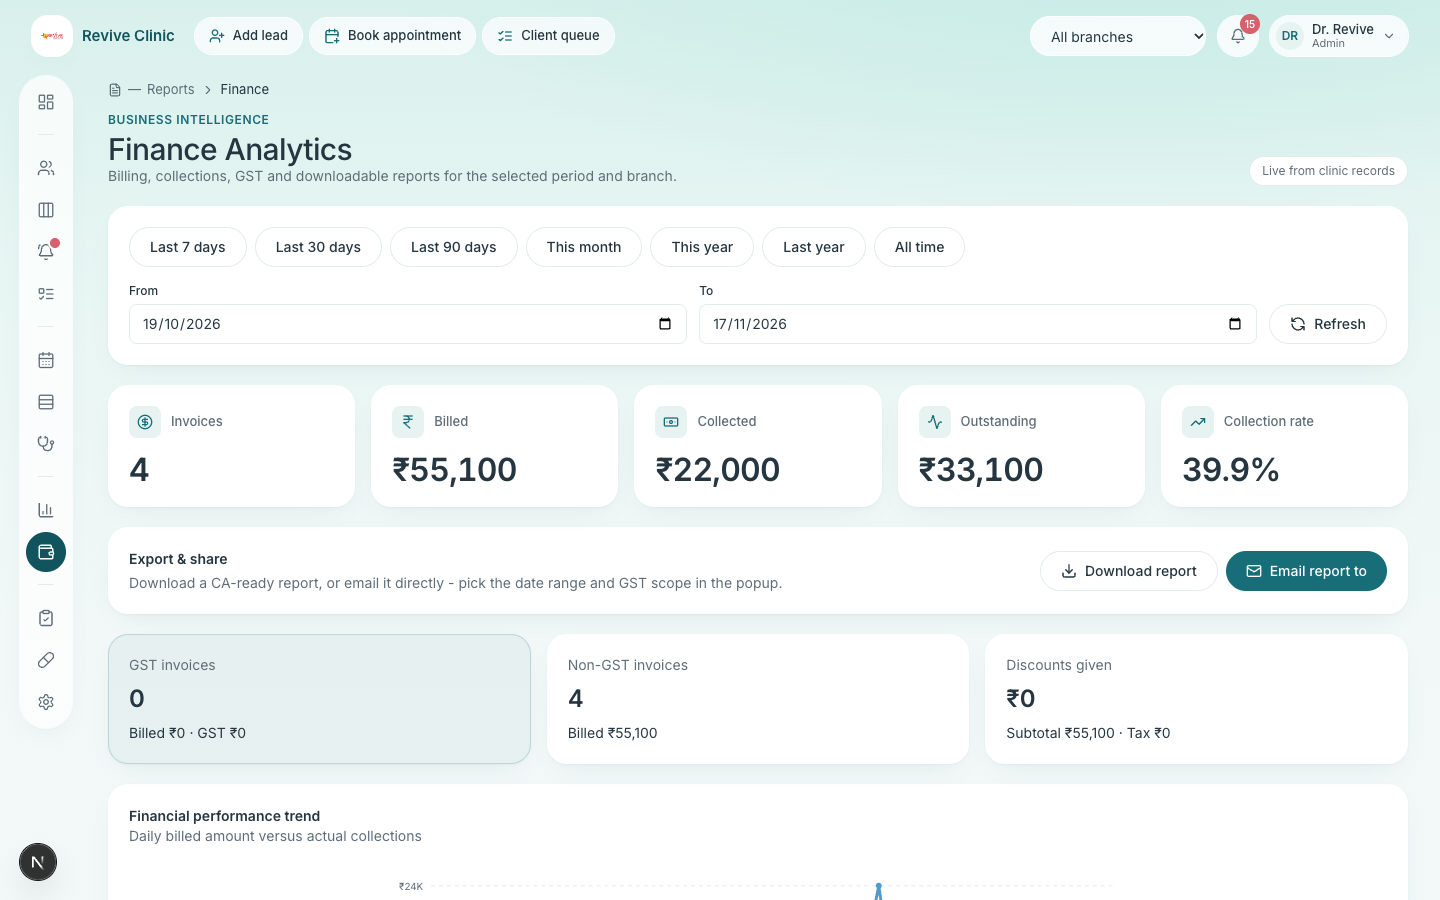 Revive Clinic
Add lead
Book appointment
Client queue
All branches
15
DR
Dr. Revive
Admin
— Reports > Finance
BUSINESS INTELLIGENCE
Finance Analytics
Billing, collections, GST and downloadable reports for the selected period and branch.
Live from clinic records
Last 7 days
Last 30 days
Last 90 days
This month
This year
Last year
All time
From
To
19/10/2026
17/11/2026
Refresh
Invoices
4
Billed
₹55,100
Collected
₹22,000
Outstanding
₹33,100
Collection rate
39.9%
Export & share
Download a CA-ready report, or email it directly - pick the date range and GST scope in the popup.
Download report
Email report to
GST invoices
0
Billed ₹0 · GST ₹0
Non-GST invoices
4
Billed ₹55,100
Discounts given
₹0
Subtotal ₹55,100 · Tax ₹0
Financial performance trend
Daily billed amount versus actual collections
₹24K
N